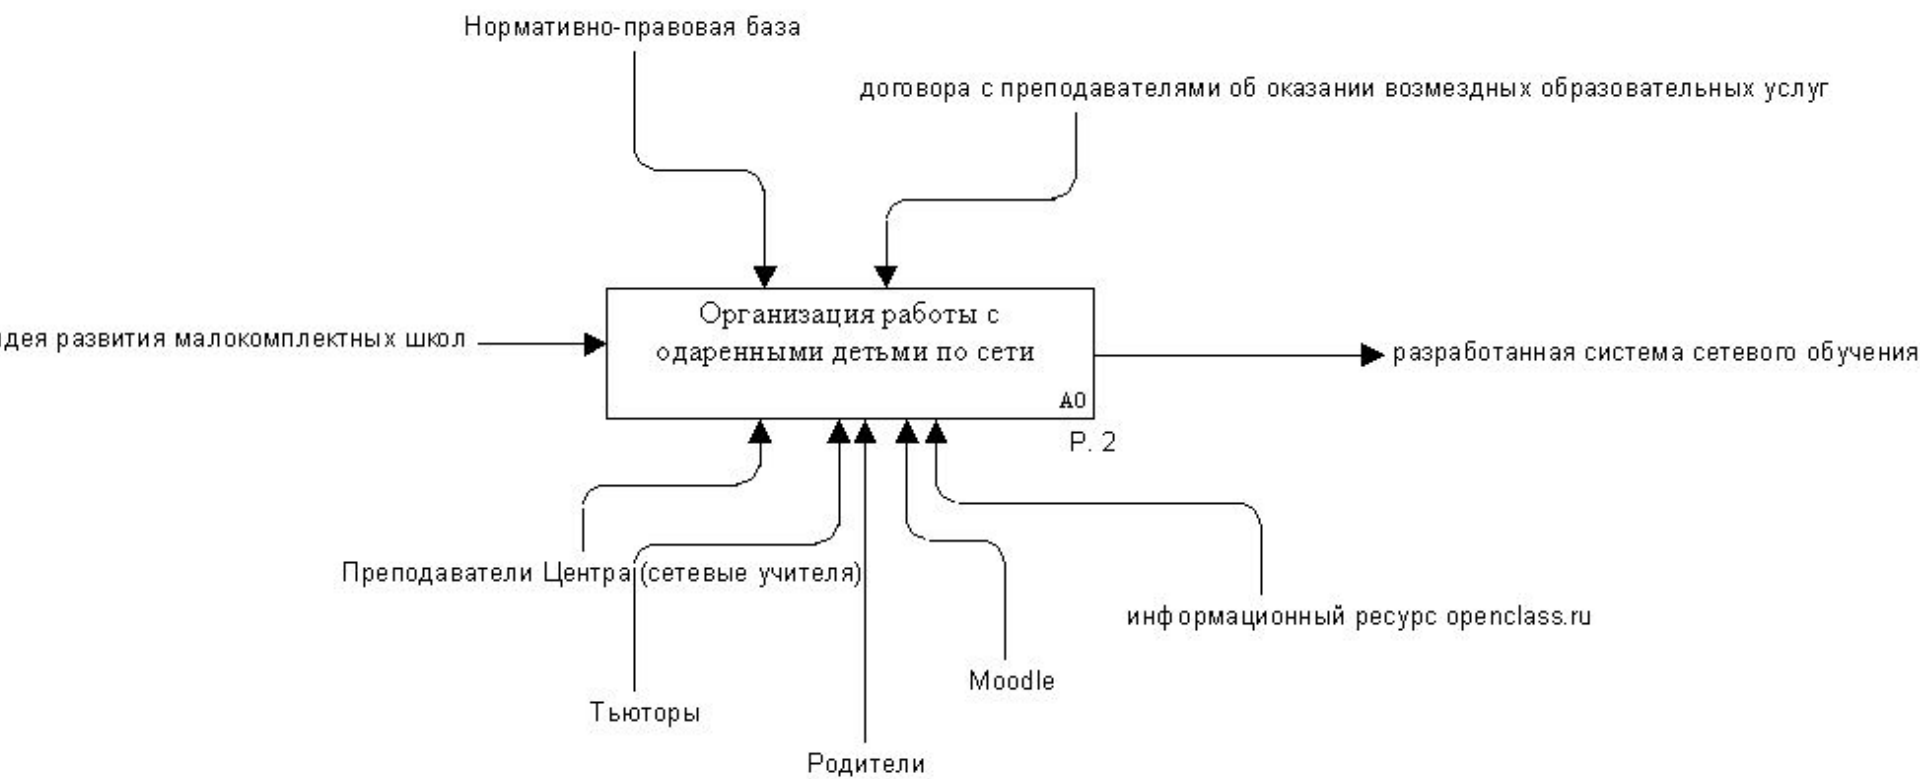 Нормативно-правовая база
договора с преподавателями об оказании возмездных образовательных услуг
Организация работы с
одаренными детьми по сети
идея развития малокомплектных школ
разработанная система сетевого обучения
A0
P. 2
Преподаватели Центра (сетевые учителя)
информационный ресурс openclass.ru
Moodle
Тьюторы
Родители